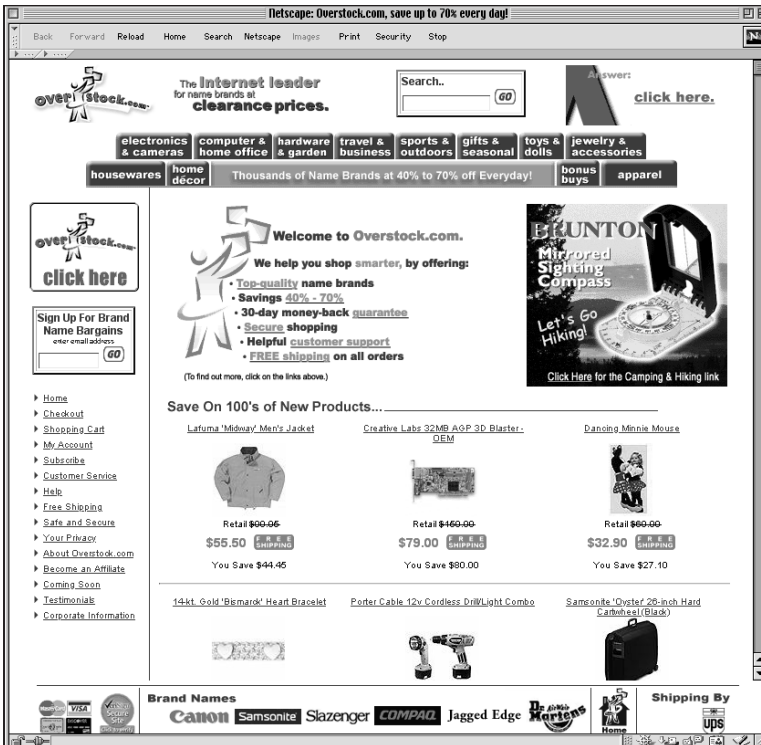 Netscape: Overstock.com, save up to 70% every day!
Back Forward Reload Home Search Netscape Images Print Security Stop
overstock.com
The Internet leader
for name brands at
clearance prices.
Search..
GO
Answer:
click here.
electronics & cameras
computer & home office
hardware & garden
travel & business
sports & outdoors
gifts & seasonal
toys & dolls
jewelry & accessories
housewares
home décor
Thousands of Name Brands at 40% to 70% off Everyday!
bonus buys
apparel
overstock.com
click here
Sign Up For Brand
Name Bargains
enter email address
GO
Home
Checkout
Shopping Cart
My Account
Subscribe
Customer Service
Help
Free Shipping
Safe and Secure
Your Privacy
About Overstock.com
Become an Affiliate
Coming Soon
Testimonials
Corporate Information
Welcome to Overstock.com.
We help you shop smarter, by offering:
• Top-quality name brands
• Savings 40% - 70%
• 30-day money-back guarantee
• Secure shopping
• Helpful customer support
• FREE shipping on all orders
(To find out more, click on the links above.)
BRUNTON
Mirrored
Sighting
Compass
Let's Go
Hiking!
Click Here for the Camping & Hiking link
Save On 100's of New Products...
Lafuma 'Midway' Men's Jacket
Retail
$55.50 FREE SHIPPING
You Save $44.45
Creative Labs 32MB AGP 3D Blaster - OEM
Retail
$79.00 FREE SHIPPING
You Save $80.00
Dancing Minnie Mouse
Retail $60.00
$32.90 FREE SHIPPING
You Save $27.10
14-kt. Gold 'Bismark' Heart Bracelet
Porter Cable 12v Cordless Drill/Light Combo
Samsonite 'Oyster' 26-inch Hard
Cartwheel (Black)
MasterCard VISA
Secure
Site
Brand Names
Canon Samsonite Slazenger COMPAQ Jagged Edge Dr. Martens
Home
Shipping By
ups